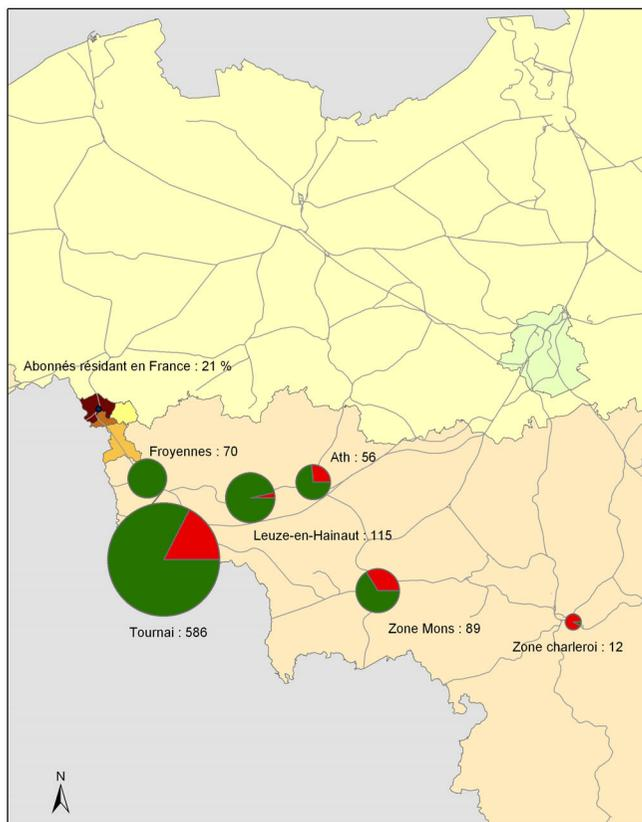 Abonnés résidant en France : 21 %
Froyennes : 70
Ath : 56
Leuze-en-Hainaut : 115
Tournai : 586
Zone Mons : 89
Zone charleroi : 12
N